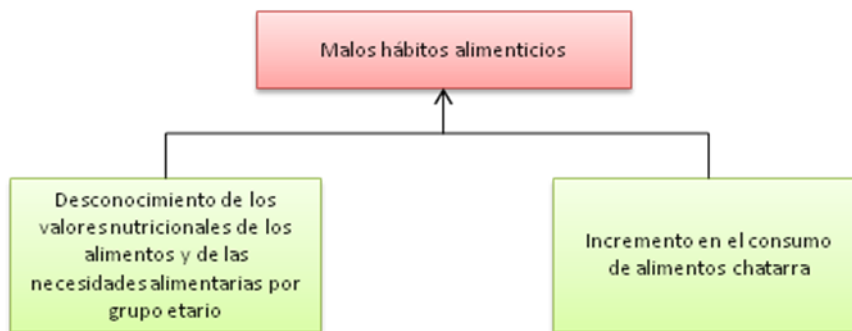 Malos hábitos alimenticios
Desconocimiento de los
valores nutricionales de los
alimentos y de las
necesidades alimentarias por
grupo etario
Incremento en el consumo
de alimentos chatarra